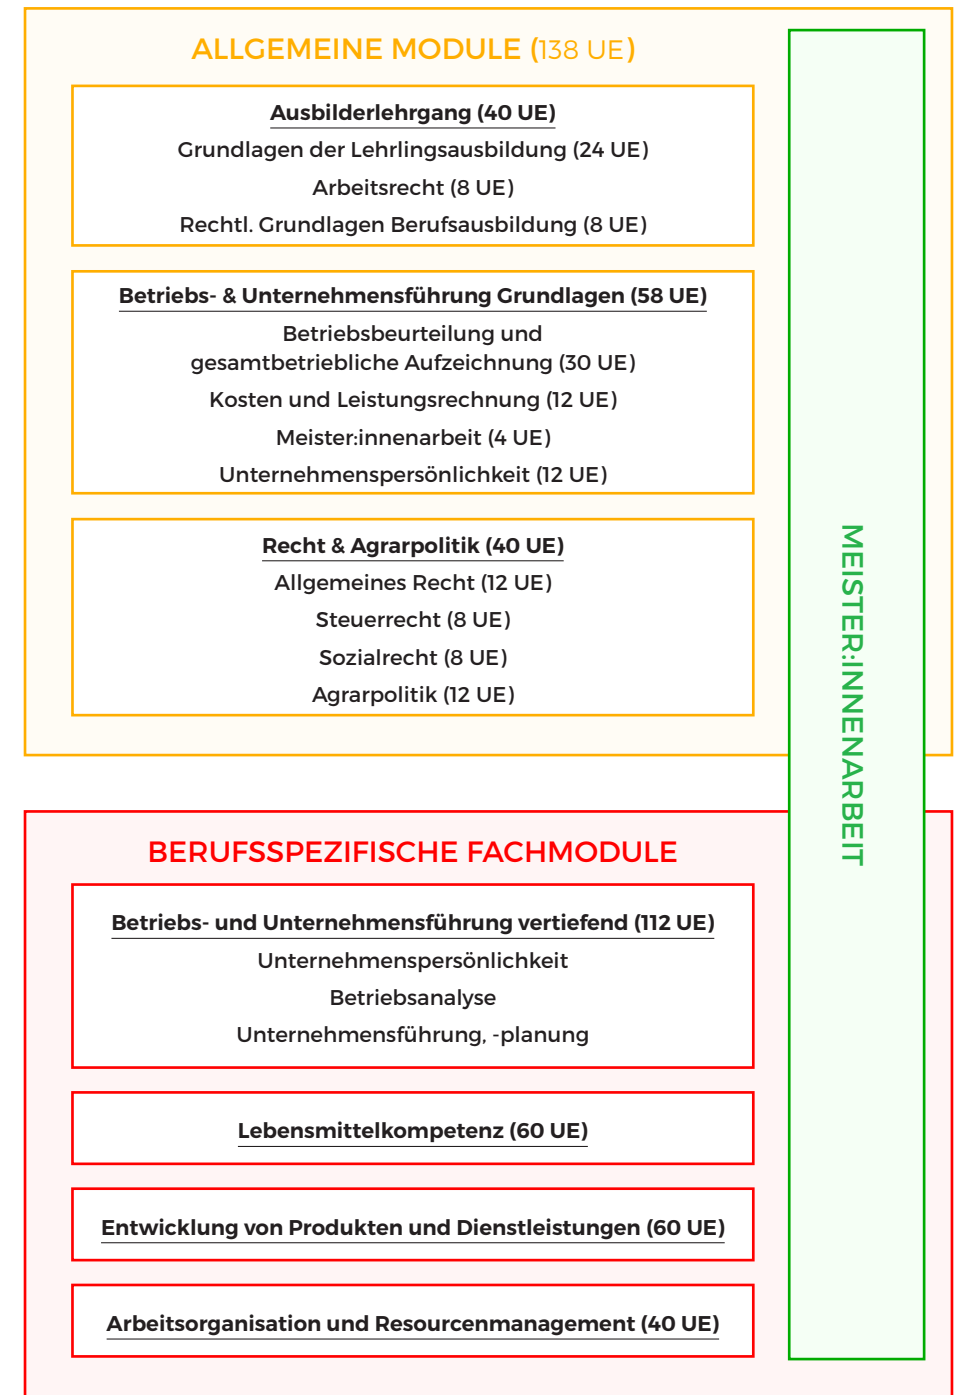 ALLGEMEINE MODULE (138 UE)
Ausbilderlehrgang (40 UE)
Grundlagen der Lehrlingsausbildung (24 UE)
Arbeitsrecht (8 UE)
Rechtl. Grundlagen Berufsausbildung (8 UE)
Betriebs- & Unternehmensführung Grundlagen (58 UE)
Betriebsbeurteilung und
gesamtbetriebliche Aufzeichnung (30 UE)
Kosten und Leistungsrechnung (12 UE)
Meister:innenarbeit (4 UE)
Unternehmenspersönlichkeit (12 UE)
Recht & Agrarpolitik (40 UE)
Allgemeines Recht (12 UE)
Steuerrecht (8 UE)
Sozialrecht (8 UE)
Agrarpolitik (12 UE)
MEISTER:INNENARBEIT
BERUFSSPEZIFISCHE FACHMODULE
Betriebs- und Unternehmensführung vertiefend (112 UE)
Unternehmenspersönlichkeit
Betriebsanalyse
Unternehmensführung, -planung
Lebensmittelkompetenz (60 UE)
Entwicklung von Produkten und Dienstleistungen (60 UE)
Arbeitsorganisation und Resourcenmanagement (40 UE)